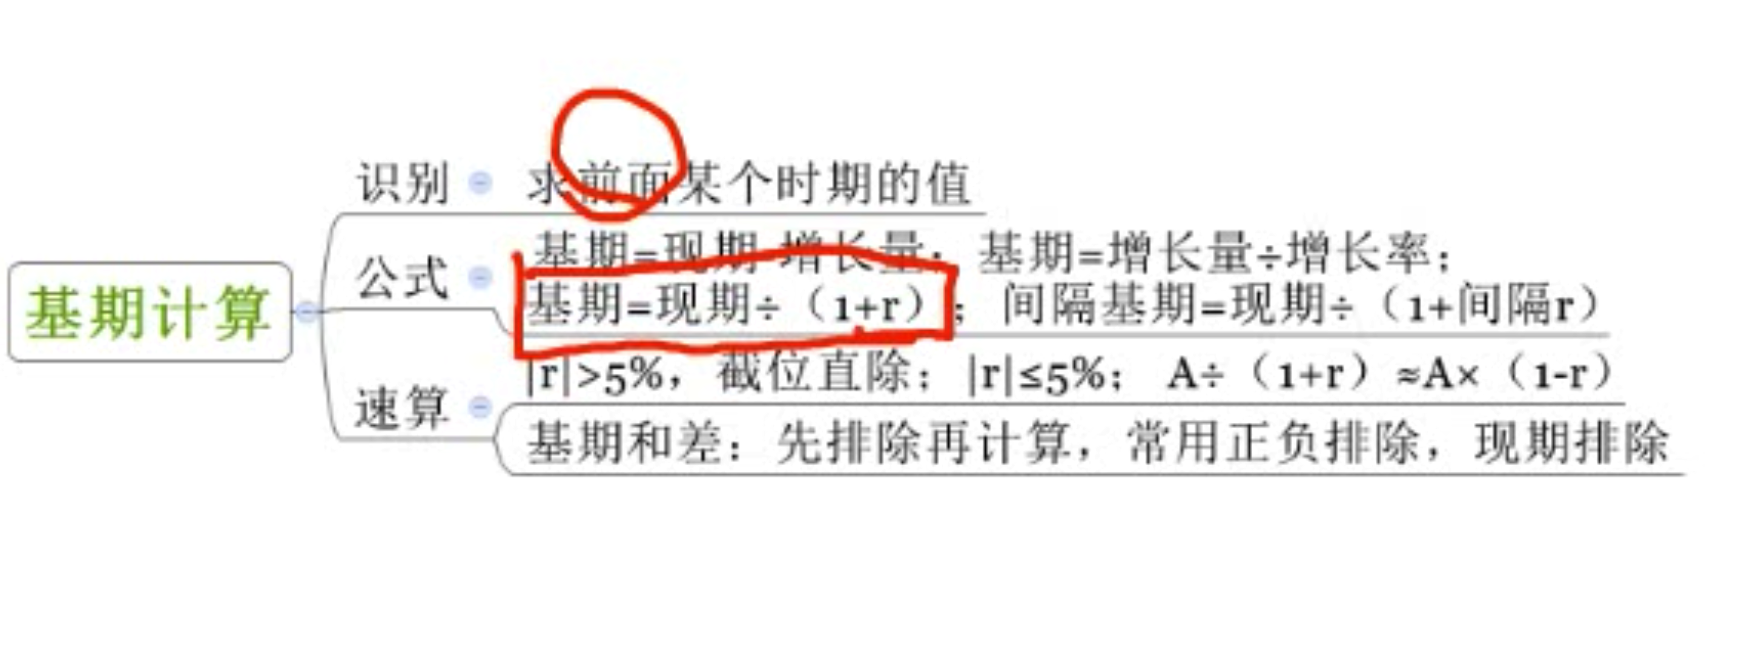 基期计算
识别
求前面某个时期的值
公式
基期=现期-增长量；基期=增长量÷增长率；
基期=现期÷（1+r）；间隔基期=现期÷（1+间隔r）
速算
|r|>5%，截位直除；|r|≤5%；A÷（1+r）≈A×（1-r）
基期和差：先排除再计算，常用正负排除，现期排除